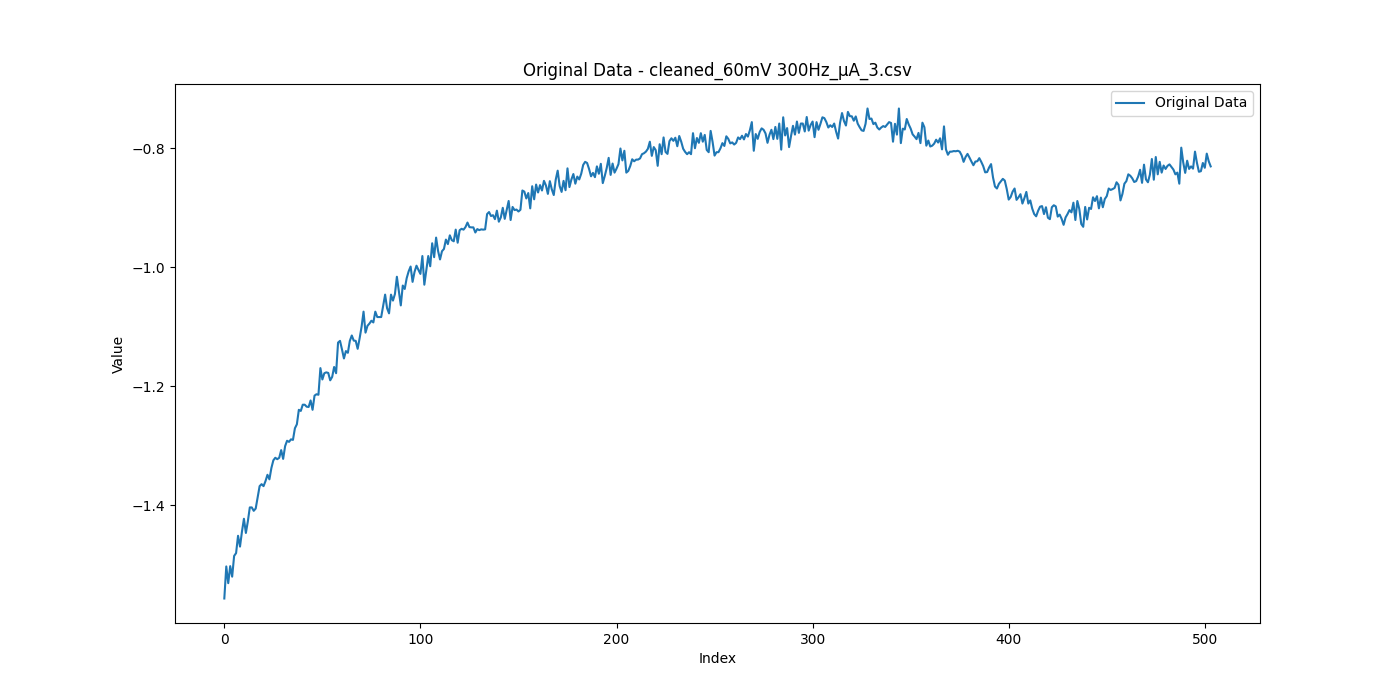 Original Data - cleaned_60mV 300Hz_μA_3.csv
Original Data
Value
−0.8
−1.0
−1.2
−1.4
0 100 200 300 400 500
Index